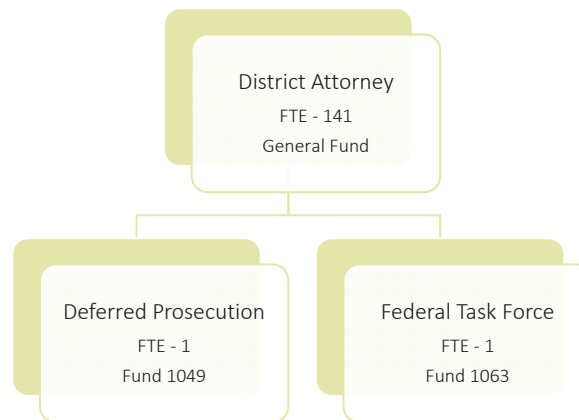 District Attorney
FTE - 141
General Fund
Deferred Prosecution
FTE - 1
Fund 1049
Federal Task Force
FTE - 1
Fund 1063